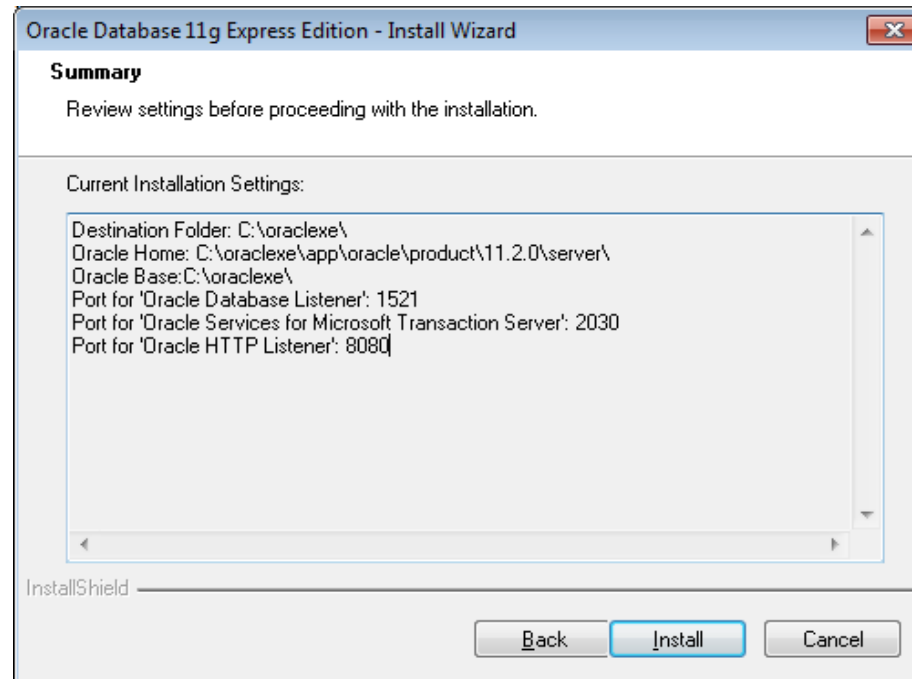 Oracle Database 11g Express Edition - Install Wizard
Summary
Review settings before proceeding with the installation.
Current Installation Settings:
Destination Folder: C:\oraclexe\
Oracle Home: C:\oraclexe\app\oracle\product\11.2.0\server\
Oracle Base:C:\oraclexe\
Port for 'Oracle Database Listener': 1521
Port for 'Oracle Services for Microsoft Transaction Server': 2030
Port for 'Oracle HTTP Listener': 8080
InstallShield
Back Install Cancel